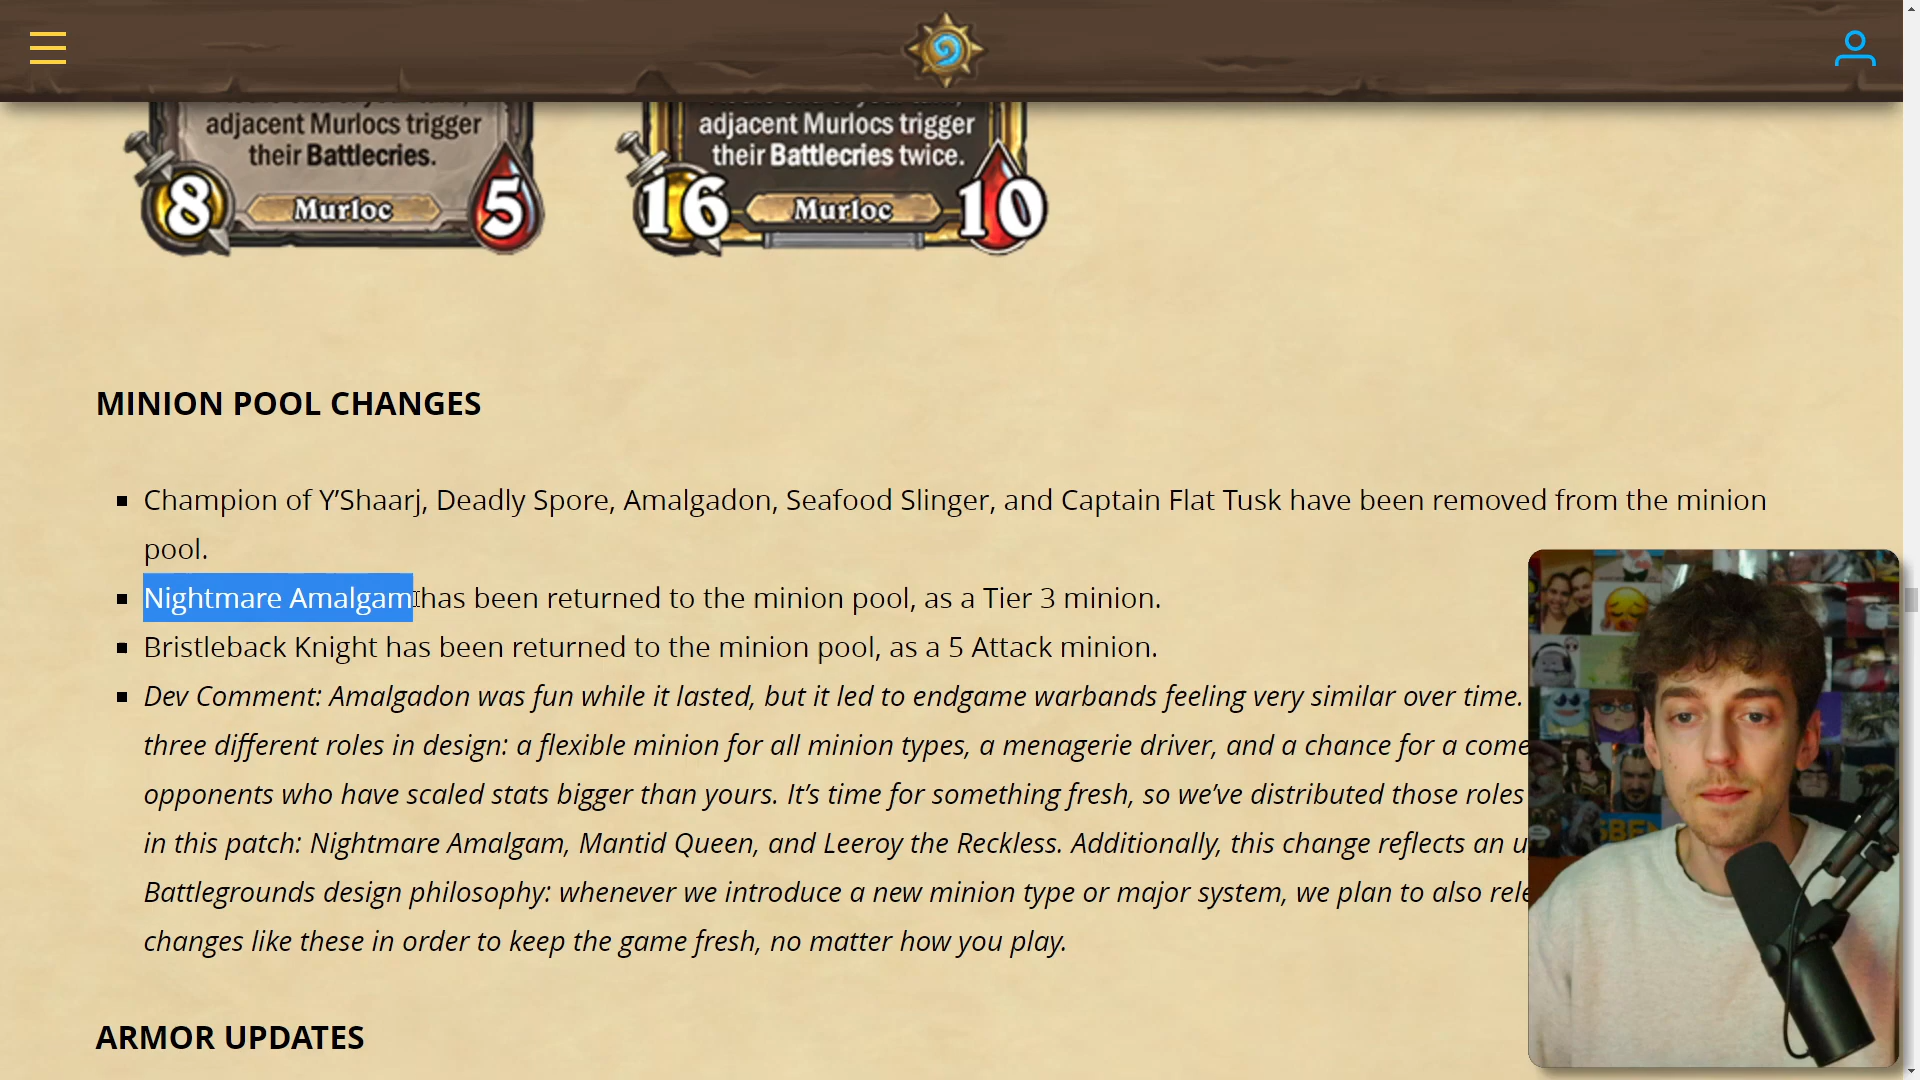 adjacent Murlocs trigger
their Battlecries.
8
Murloc
5
adjacent Murlocs trigger
their Battlecries twice.
16
Murloc
10
MINION POOL CHANGES
▪ Champion of Y’Shaarj, Deadly Spore, Amalgadon, Seafood Slinger, and Captain Flat Tusk have been removed from the minion
pool.
▪ Nightmare Amalgam has been returned to the minion pool, as a Tier 3 minion.
▪ Bristleback Knight has been returned to the minion pool, as a 5 Attack minion.
▪ Dev Comment: Amalgadon was fun while it lasted, but it led to endgame warbands feeling very similar over time.
three different roles in design: a flexible minion for all minion types, a menagerie driver, and a chance for a come
opponents who have scaled stats bigger than yours. It’s time for something fresh, so we’ve distributed those roles
in this patch: Nightmare Amalgam, Mantid Queen, and Leeroy the Reckless. Additionally, this change reflects an u
Battlegrounds design philosophy: whenever we introduce a new minion type or major system, we plan to also rele
changes like these in order to keep the game fresh, no matter how you play.
ARMOR UPDATES